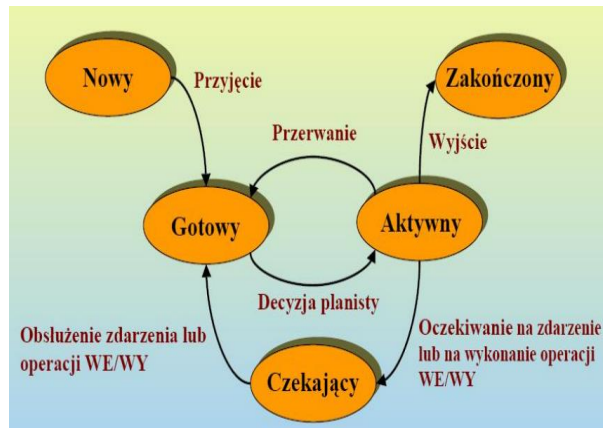 Nowy
Przyjęcie
Zakończony
Wyjście
Przerwanie
Gotowy
Aktywny
Decyzja planisty
Obsłużenie zdarzenia lub
operacji WE/WY
Czekający
Oczekiwanie na zdarzenie
lub na wykonanie operacji
WE/WY